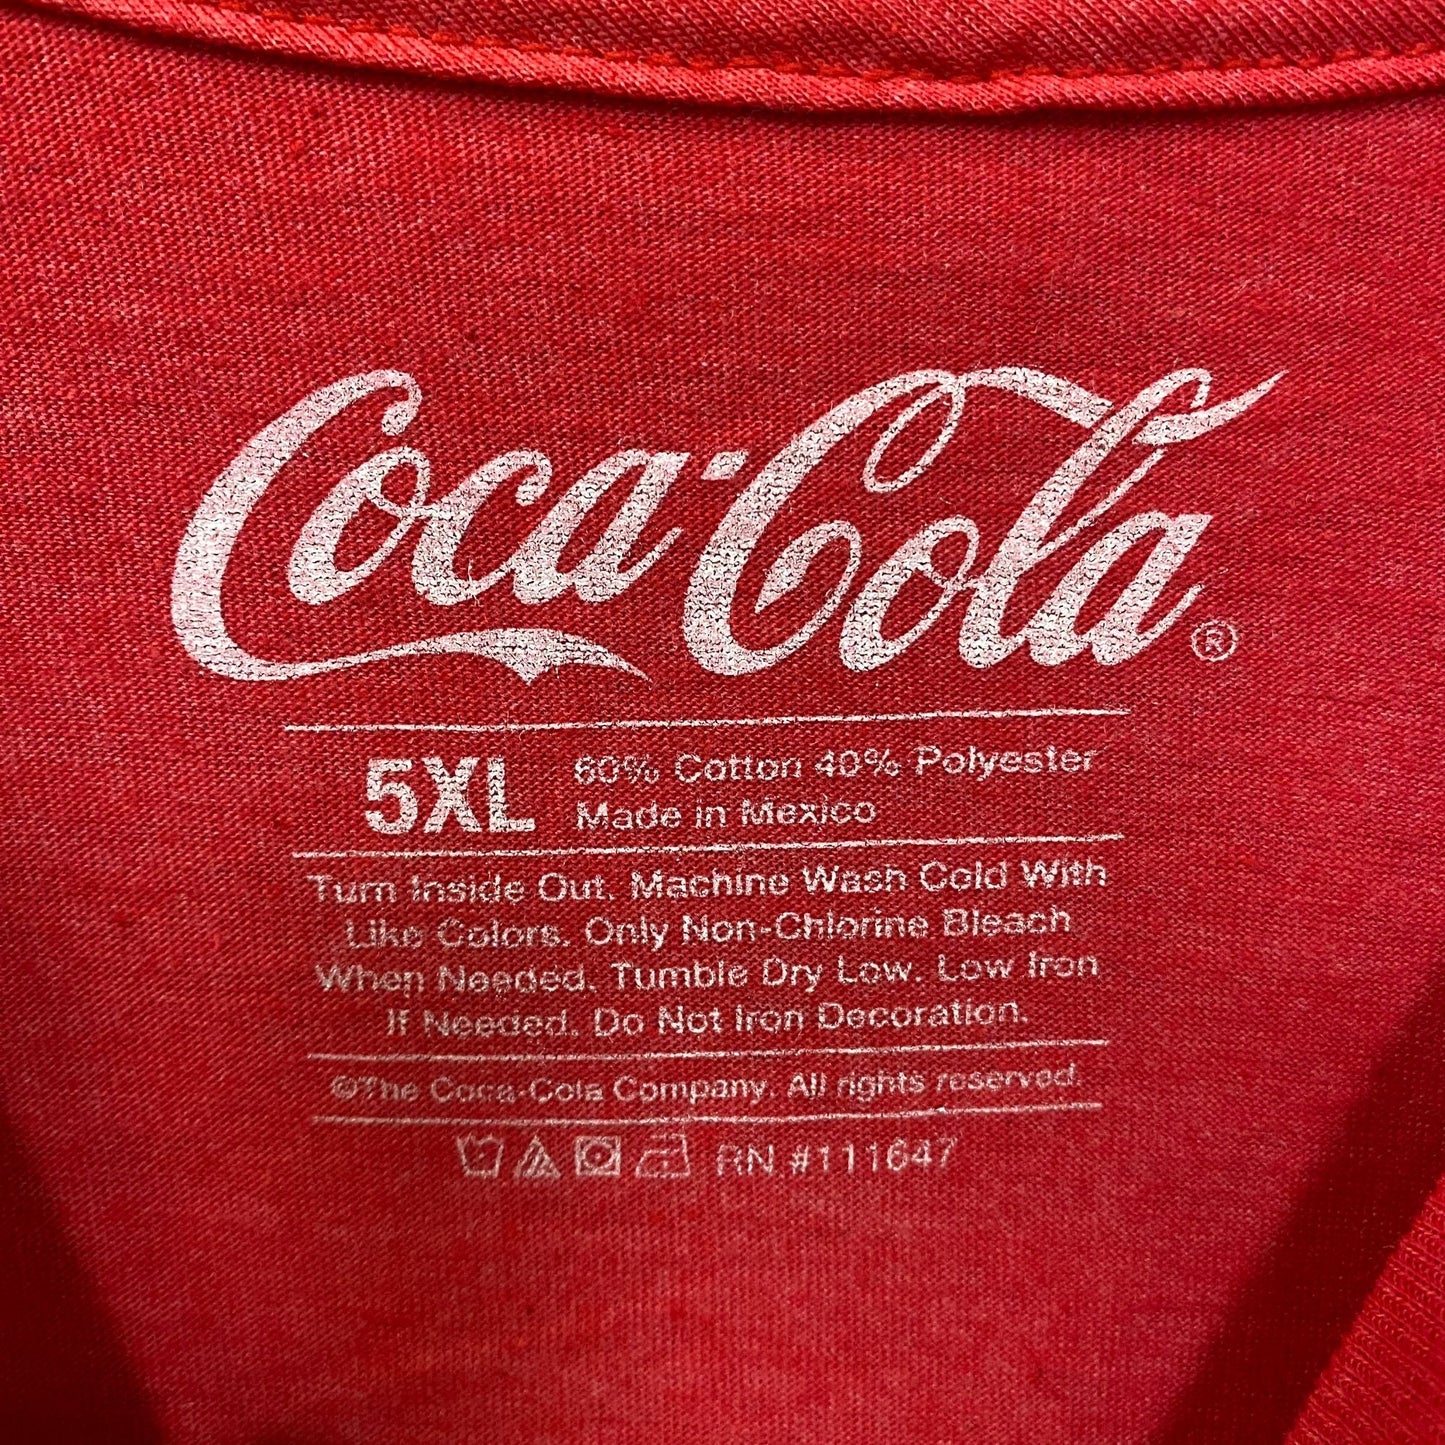 Coca-Cola®
5XL 60% Cotton 40% Polyester
Made in Mexico
Turn Inside Out. Machine Wash Cold With
Like Colors. Only Non-Chlorine Bleach
When Needed. Tumble Dry Low. Low Iron
If Needed. Do Not Iron Decoration.
©The Coca-Cola Company. All rights reserved.
RN #111647